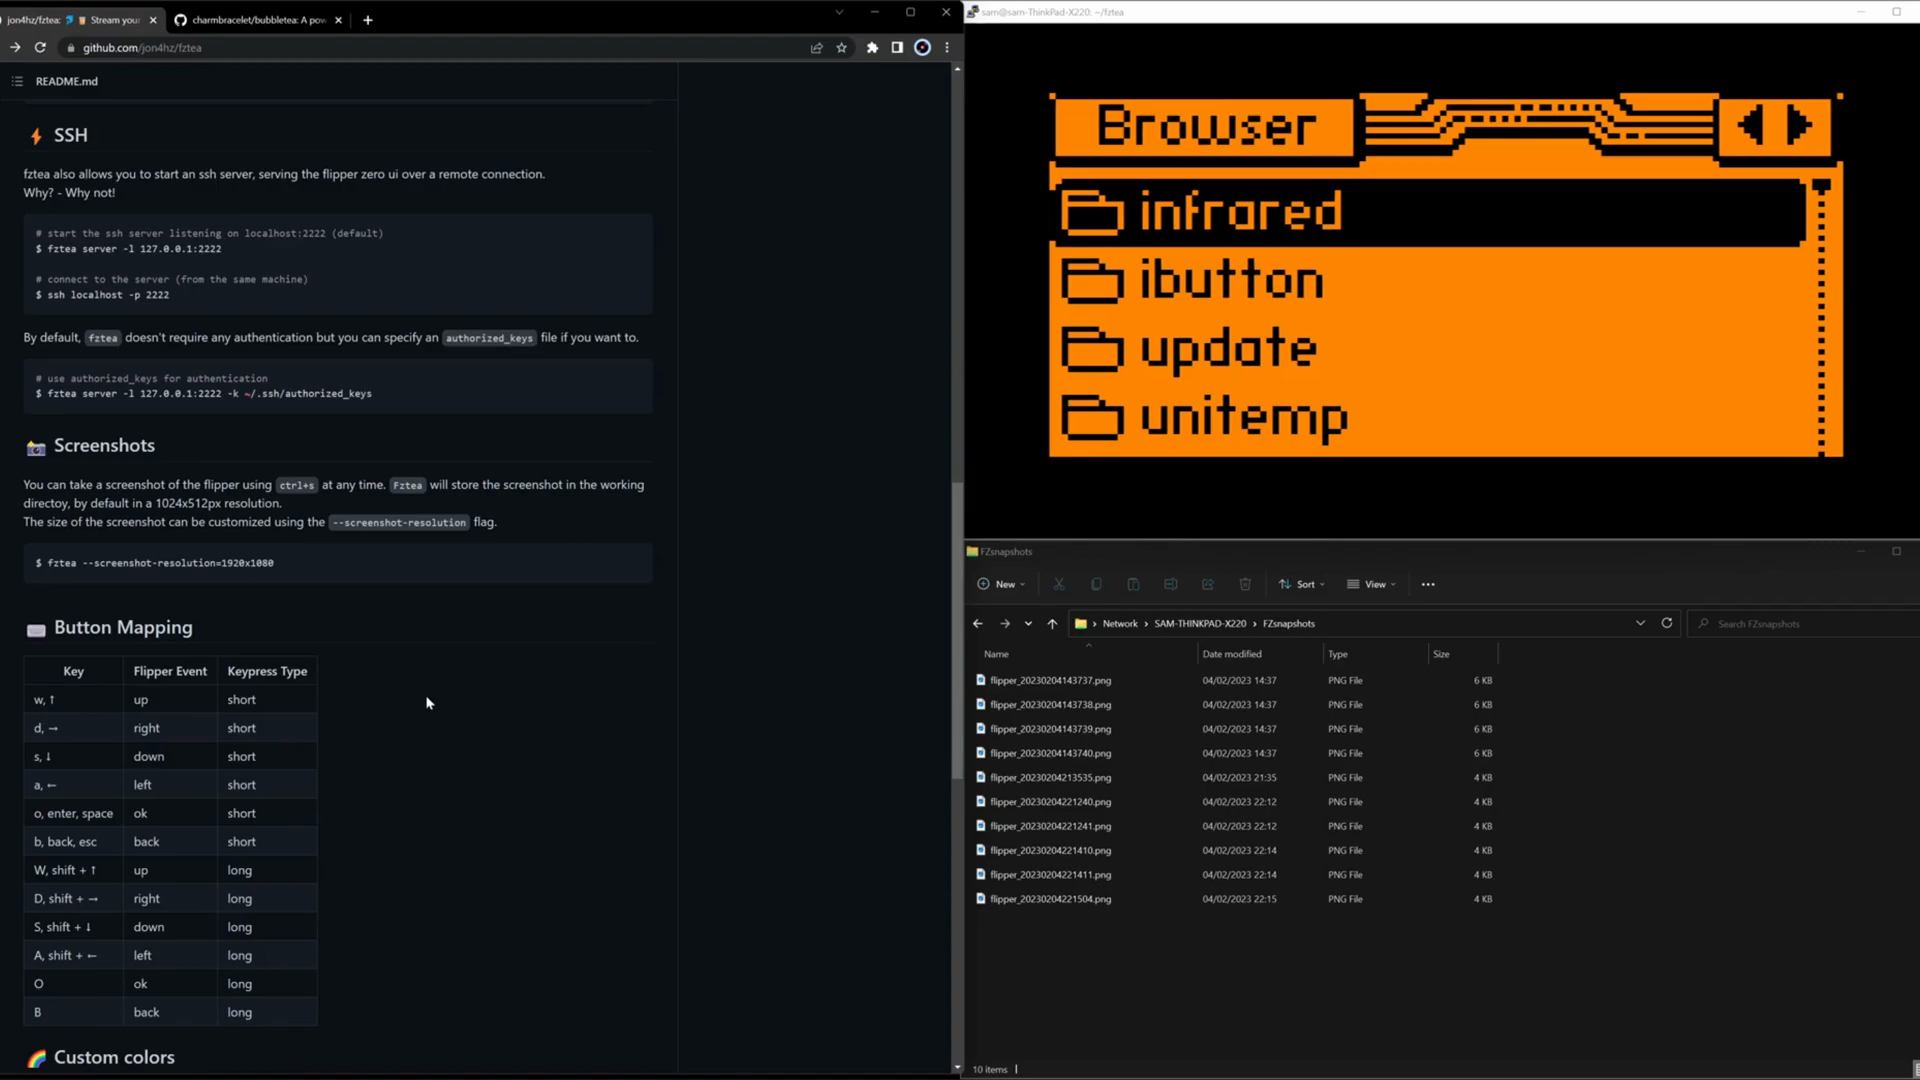 jon4hz/fztea: Stream your
charmbracelet/bubbletea: A pow
github.com/jon4hz/fztea
README.md
SSH
fztea also allows you to start an ssh server, serving the flipper zero ui over a remote connection.
Why? - Why not!
# start the ssh server listening on localhost:2222 (default)
$ fztea server -l 127.0.0.1:2222
# connect to the server (from the same machine)
$ ssh localhost -p 2222
By default, fztea doesn't require any authentication but you can specify an authorized_keys file if you want to.
# use authorized_keys for authentication
$ fztea server -l 127.0.0.1:2222 -k ~/.ssh/authorized_keys
Screenshots
You can take a screenshot of the flipper using ctrl+s at any time. Fztea will store the screenshot in the working
directoy, by default in a 1024x512px resolution.
The size of the screenshot can be customized using the --screenshot-resolution flag.
$ fztea --screenshot-resolution=1920x1080
Button Mapping
Key Flipper Event Keypress Type
w, ↑ up short
d, → right short
s, ↓ down short
a, ← left short
o, enter, space ok short
b, back, esc back short
W, shift + ↑ up long
D, shift + → right long
S, shift + ↓ down long
A, shift + ← left long
O ok long
B back long
Custom colors
sam@sam-ThinkPad-X220: ~/fztea
Browser
infrared
ibutton
update
unitemp
FZsnapshots
New Sort View
Network › SAM-THINKPAD-X220 › FZsnapshots
Search FZsnapshots
Name Date modified Type Size
flipper_20230204143737.png 04/02/2023 14:37 PNG File 6 KB
flipper_20230204143738.png 04/02/2023 14:37 PNG File 6 KB
flipper_20230204143739.png 04/02/2023 14:37 PNG File 6 KB
flipper_20230204143740.png 04/02/2023 14:37 PNG File 6 KB
flipper_20230204213535.png 04/02/2023 21:35 PNG File 4 KB
flipper_20230204221240.png 04/02/2023 22:12 PNG File 4 KB
flipper_20230204221241.png 04/02/2023 22:12 PNG File 4 KB
flipper_20230204221410.png 04/02/2023 22:14 PNG File 4 KB
flipper_20230204221411.png 04/02/2023 22:14 PNG File 4 KB
flipper_20230204221504.png 04/02/2023 22:15 PNG File 4 KB
10 items